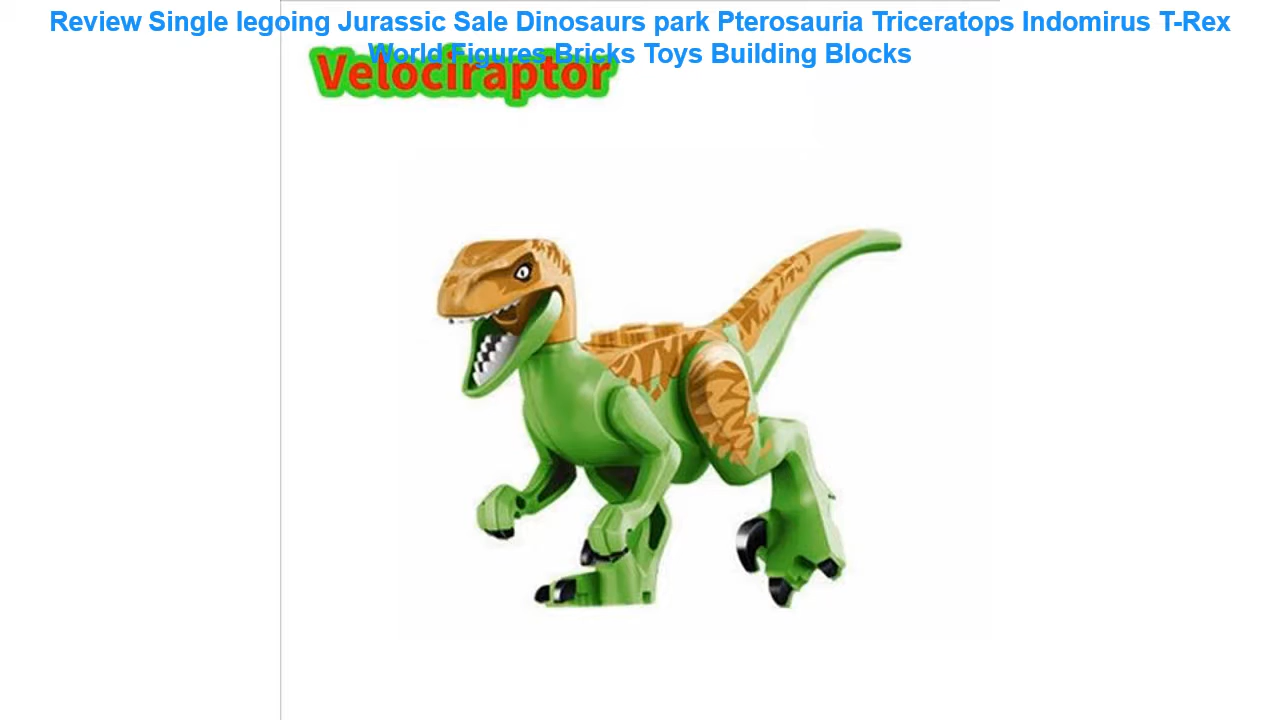 Review Single legoing Jurassic Sale Dinosaurs park Pterosauria Triceratops Indomirus T-Rex
World Figures Bricks Toys Building Blocks
Velociraptor